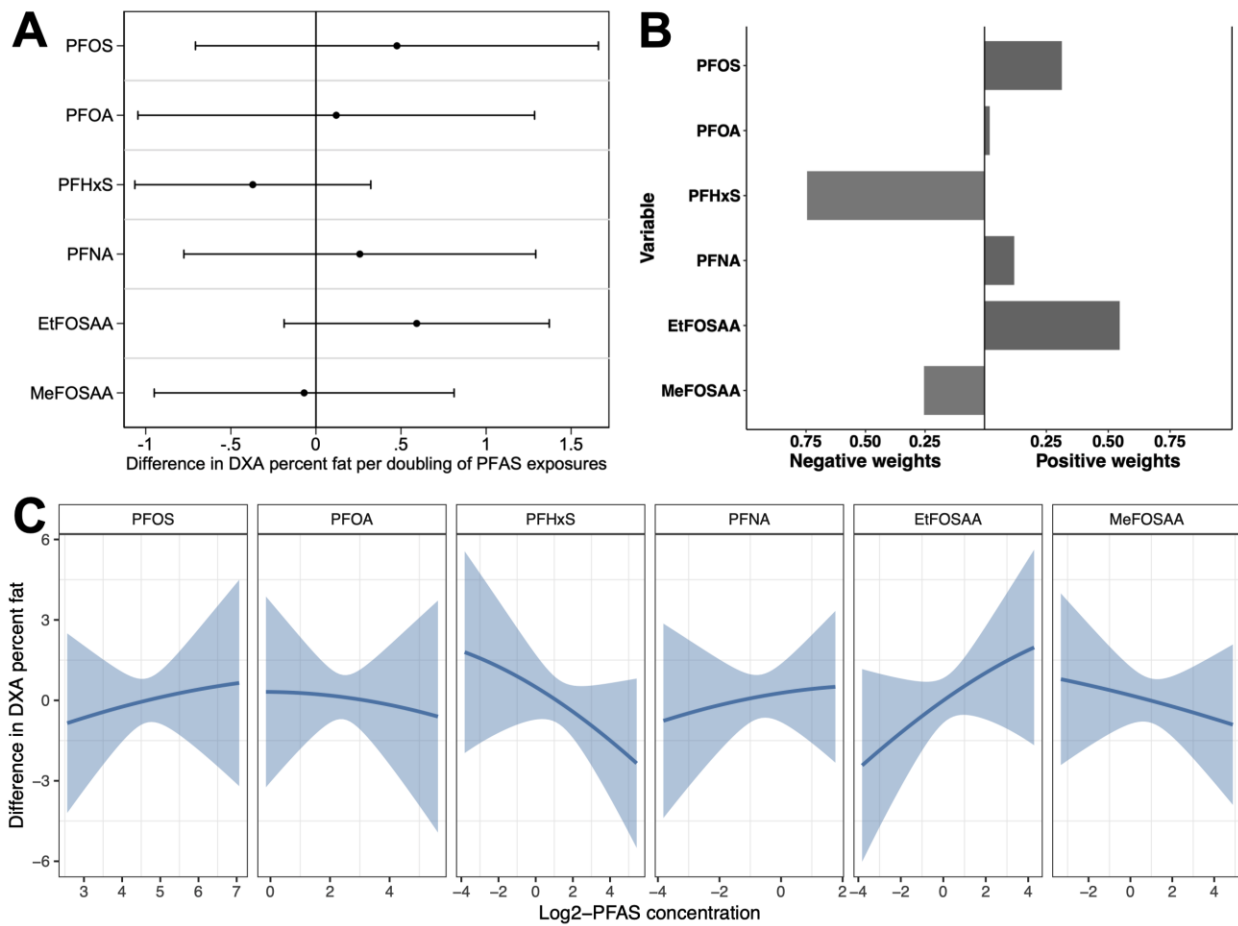 A
PFOS
PFOA
PFHxS
PFNA
EtFOSAA
MeFOSAA
-1 -.5 0 .5 1 1.5
Difference in DXA percent fat per doubling of PFAS exposures
B
Variable
PFOS
PFOA
PFHxS
PFNA
EtFOSAA
MeFOSAA
0.75 0.50 0.25 0.25 0.50 0.75
Negative weights Positive weights
C
PFOS PFOA PFHxS PFNA EtFOSAA MeFOSAA
Difference in DXA percent fat
6
3
0
−3
−6
3 4 5 6 7 0 2 4 −4 −2 0 2 4 −4 −2 0 2 −4 −2 0 2 4 −2 0 2 4
Log2−PFAS concentration